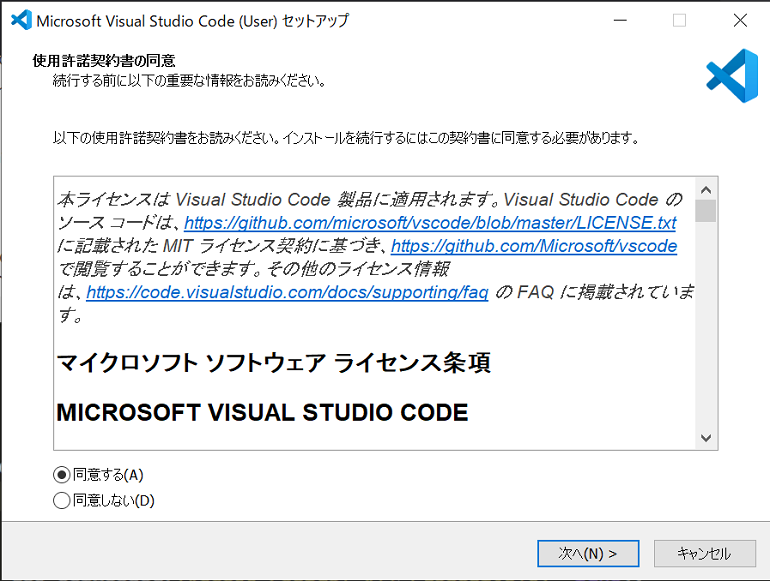 Microsoft Visual Studio Code (User) セットアップ
使用許諾契約書の同意
続行する前に以下の重要な情報をお読みください。
以下の使用許諾契約書をお読みください。インストールを続行するにはこの契約書に同意する必要があります。
本ライセンスは Visual Studio Code 製品に適用されます。Visual Studio Code の
ソース コードは、https://github.com/microsoft/vscode/blob/master/LICENSE.txt
に記載された MIT ライセンス契約に基づき、https://github.com/Microsoft/vscode
で閲覧することができます。その他のライセンス情報
は、https://code.visualstudio.com/docs/supporting/faq の FAQ に掲載されていま
す。
マイクロソフト ソフトウェア ライセンス条項
MICROSOFT VISUAL STUDIO CODE
同意する(A)
同意しない(D)
次へ(N) >
キャンセル